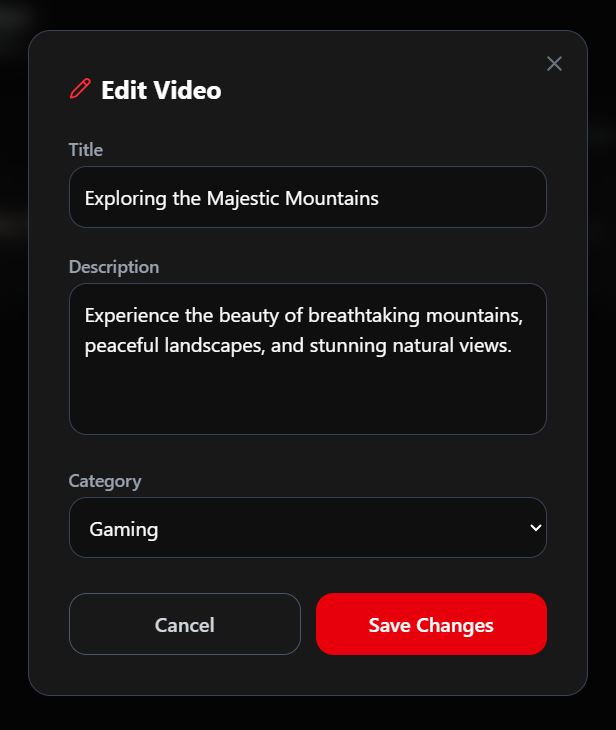 Edit Video
Title
Exploring the Majestic Mountains
Description
Experience the beauty of breathtaking mountains,
peaceful landscapes, and stunning natural views.
Category
Gaming
Cancel
Save Changes